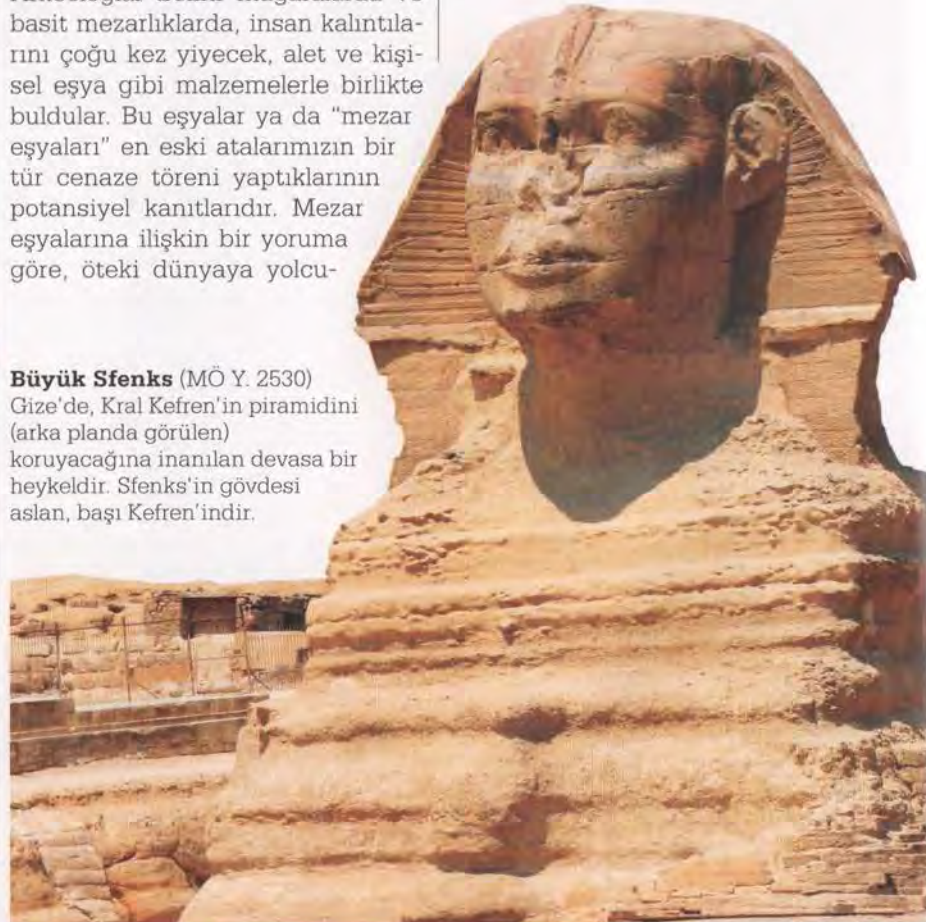 basit mezarlıklarda, insan kalıntıla-
rını çoğu kez yiyecek, alet ve kişi-
sel eşya gibi malzemelerle birlikte
buldular. Bu eşyalar ya da “mezar
eşyaları” en eski atalarımızın bir
tür cenaze töreni yaptıklarının
potansiyel kanıtlarıdır. Mezar
eşyalarına ilişkin bir yoruma
göre, öteki dünyaya yolcu-
Büyük Sfenks (MÖ Y. 2530)
Gize’de, Kral Kefren’in piramidini
(arka planda görülen)
koruyacağına inanılan devasa bir
heykeldir. Sfenks’in gövdesi
aslan, başı Kefren’indir.